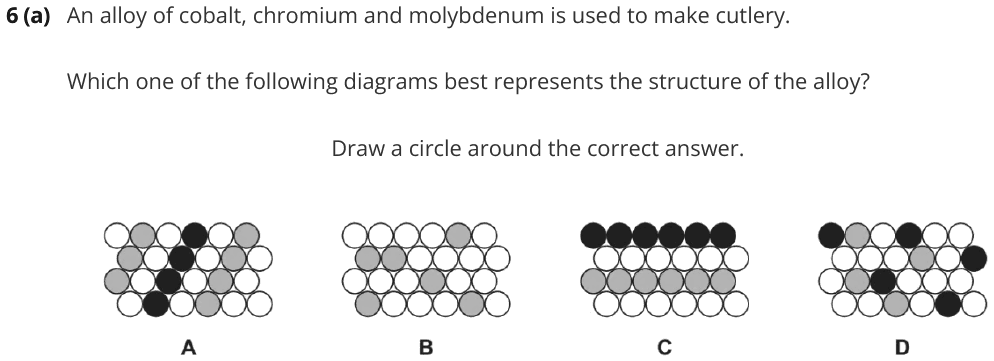 6 (a) An alloy of cobalt, chromium and molybdenum is used to make cutlery.
Which one of the following diagrams best represents the structure of the alloy?
Draw a circle around the correct answer.
A B C D